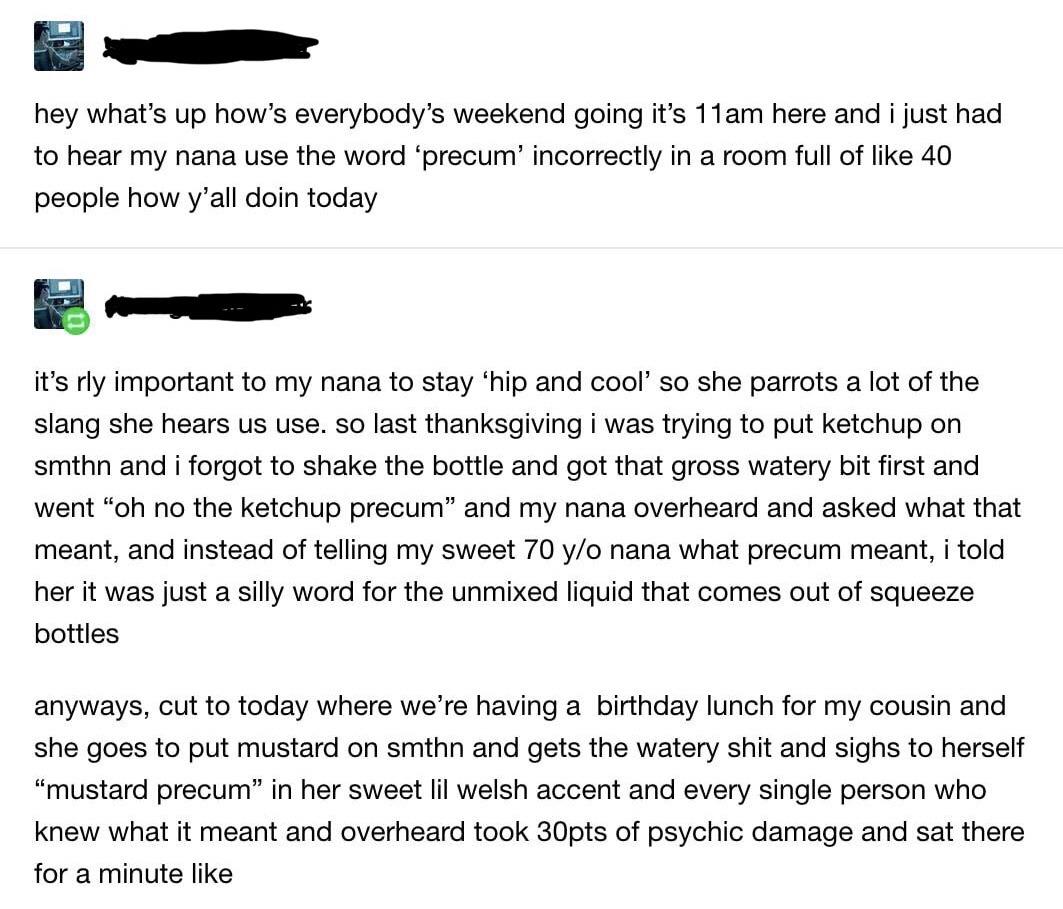 hey what's up how's everybody's weekend going it's 11am here and i just had
to hear my nana use the word ‘precum’ incorrectly in a room full of like 40
people how y’all doin today
it’s rly important to my nana to stay ‘hip and cool’ so she parrots a lot of the
slang she hears us use. so last thanksgiving i was trying to put ketchup on
smthn and i forgot to shake the bottle and got that gross watery bit first and
went “oh no the ketchup precum” and my nana overheard and asked what that
meant, and instead of telling my sweet 70 y/o nana what precum meant, i told
her it was just a silly word for the unmixed liquid that comes out of squeeze
bottles
anyways, cut to today where we’re having a  birthday lunch for my cousin and
she goes to put mustard on smthn and gets the watery shit and sighs to herself
“mustard precum” in her sweet lil welsh accent and every single person who
knew what it meant and overheard took 30pts of psychic damage and sat there
for a minute like